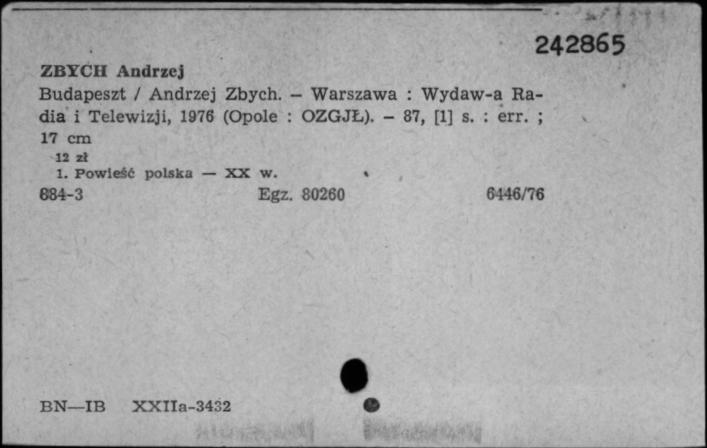 242865
ZBYCH Andrzej
Budapeszt / Andrzej Zbych. — Warszawa : Wydaw-a Ra-
dia i Telewizji, 1976 (Opole : OZGJŁ). — 87, [1] s. : err. ;
17 cm
12 zł
1. Powieść polska — XX w.
884-3 Egz. 80260 6446/76
BN—IB XXIIa-3432